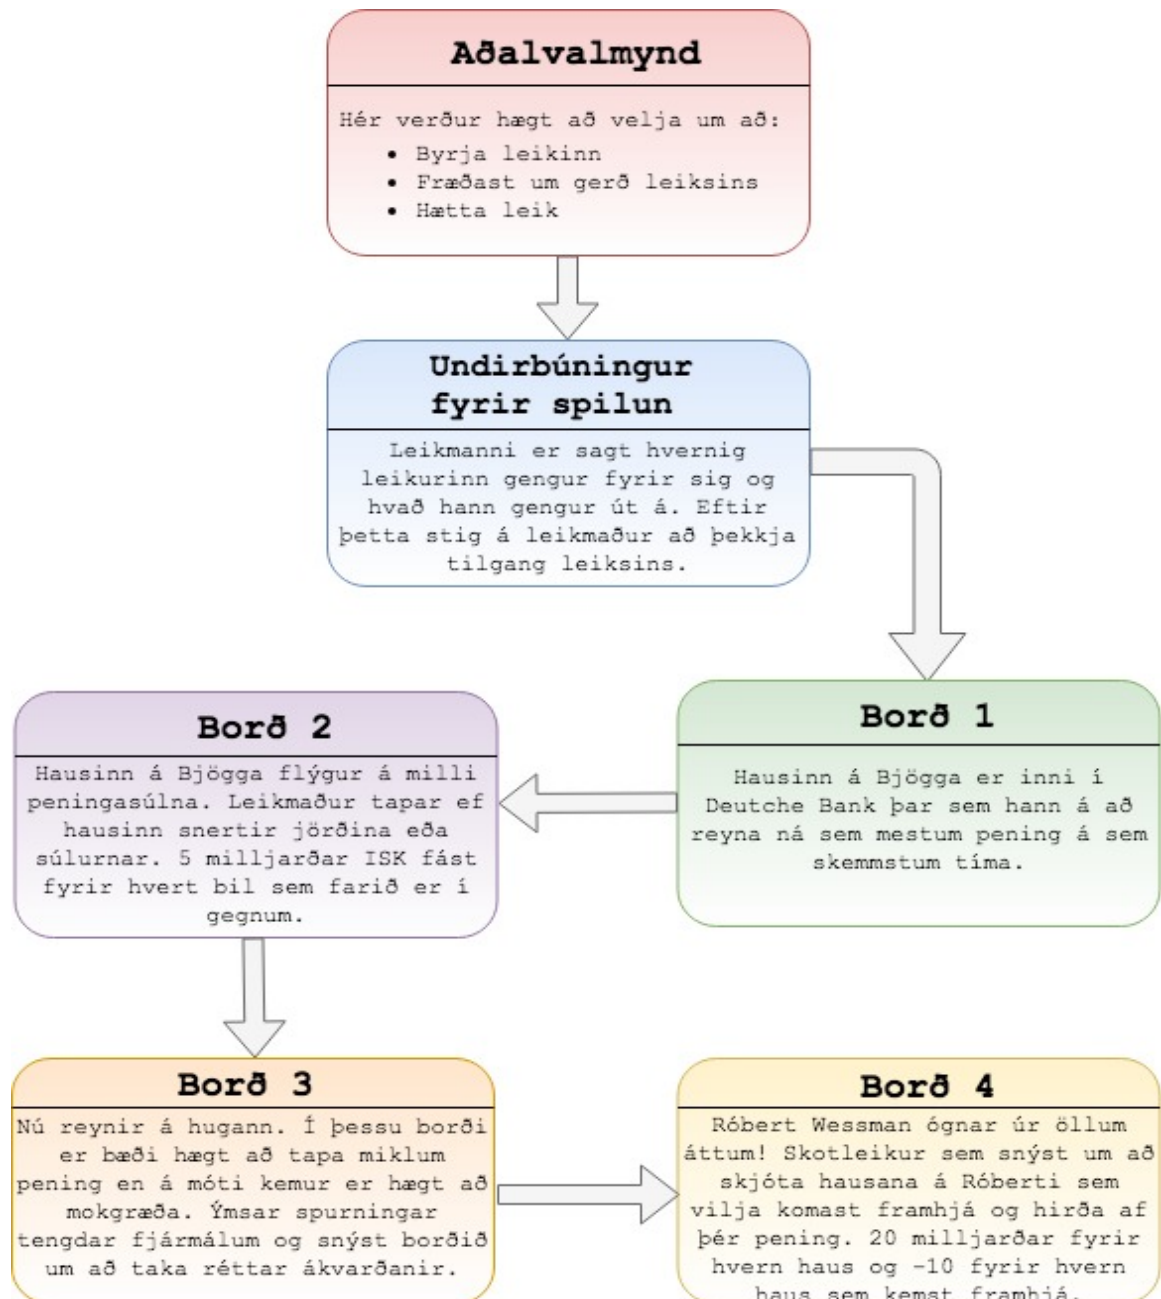 Aðalvalmynd
Hér verður hægt að velja um að:
• Byrja leikinn
• Fræðast um gerð leiksins
• Hætta leik
Undirbúningur
fyrir spilun
Leikmanni er sagt hvernig
leikurinn gengur fyrir sig og
hvað hann gengur út á. Eftir
þetta stig á leikmaður að þekkja
tilgang leiksins.
Borð 1
Hausinn á Bjögga er inni í
Deutche Bank þar sem hann á að
reyna ná sem mestum pening á sem
skemmstum tíma.
Borð 2
Hausinn á Bjögga flýgur á milli
peningasúlna. Leikmaður tapar ef
hausinn snertir jörðina eða
súlurnar. 5 milljarðar ISK fást
fyrir hvert bil sem farið er í
gegnum.
Borð 3
Nú reynir á hugann. Í þessu borði
er bæði hægt að tapa miklum
pening en á móti kemur er hægt að
mokgræða. Ýmsar spurningar
tengdar fjármálum og snýst borðið
um að taka réttar ákvarðanir.
Borð 4
Róbert Wessman ógnar úr öllum
áttum! Skotleikur sem snýst um að
skjóta hausana á Róberti sem
vilja komast framhjá og hirða af
þér pening. 20 milljarðar fyrir
hvern haus og -10 fyrir hvern
haus sem kemst framhjá.